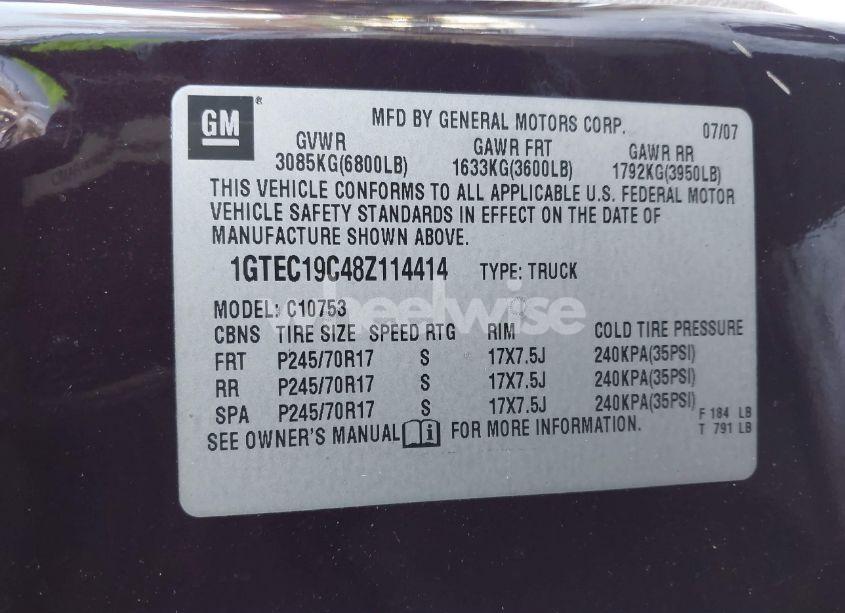 GM ®
MFD BY GENERAL MOTORS CORP. 07/07
GVWR GAWR FRT GAWR RR
3085KG(6800LB) 1633KG(3600LB) 1792KG(3950LB)
THIS VEHICLE CONFORMS TO ALL APPLICABLE U.S. FEDERAL MOTOR
VEHICLE SAFETY STANDARDS IN EFFECT ON THE DATE OF
MANUFACTURE SHOWN ABOVE.
1GTEC19C48Z114414 TYPE: TRUCK
MODEL: C10753
wheelwise
CBNS TIRE SIZE SPEED RTG RIM COLD TIRE PRESSURE
FRT P245/70R17 S 17X7.5J 240KPA(35PSI)
RR P245/70R17 S 17X7.5J 240KPA(35PSI)
SPA P245/70R17 S 17X7.5J 240KPA(35PSI) F 184 LB
SEE OWNER'S MANUAL FOR MORE INFORMATION. T 791 LB